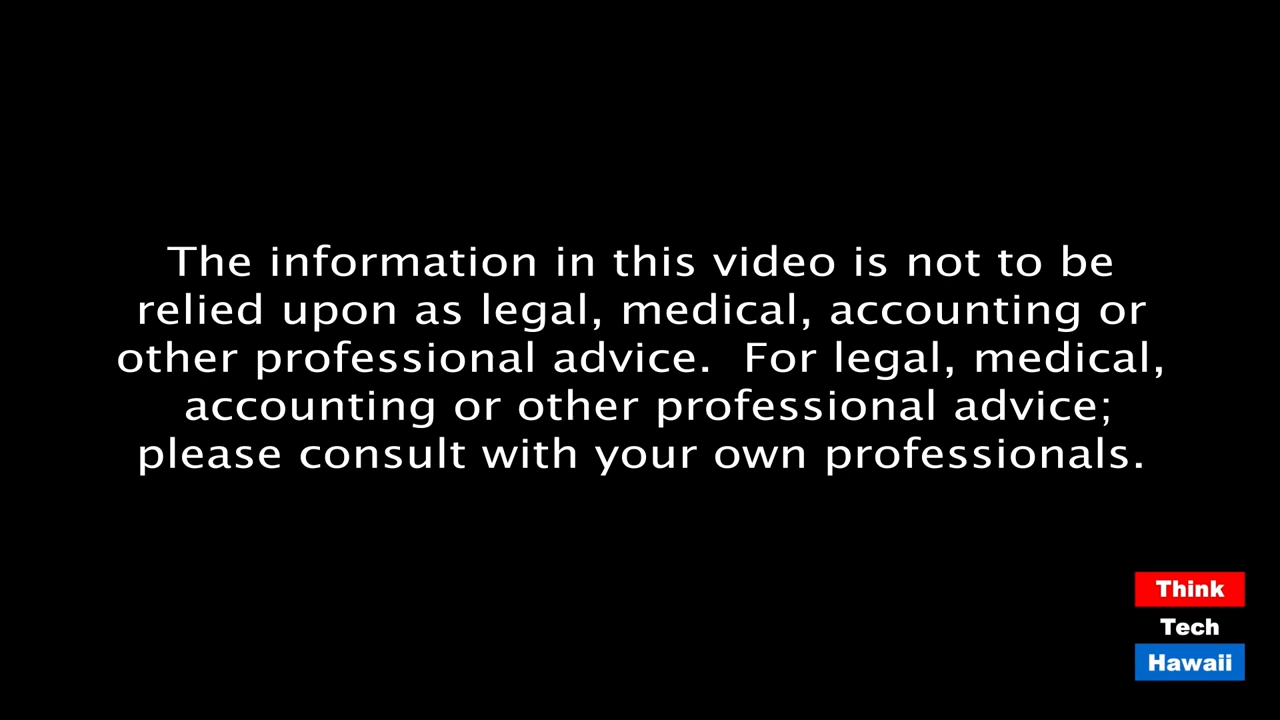 The information in this video is not to be
relied upon as legal, medical, accounting or
other professional advice.  For legal, medical,
accounting or other professional advice;
please consult with your own professionals.
Think
Tech
Hawaii